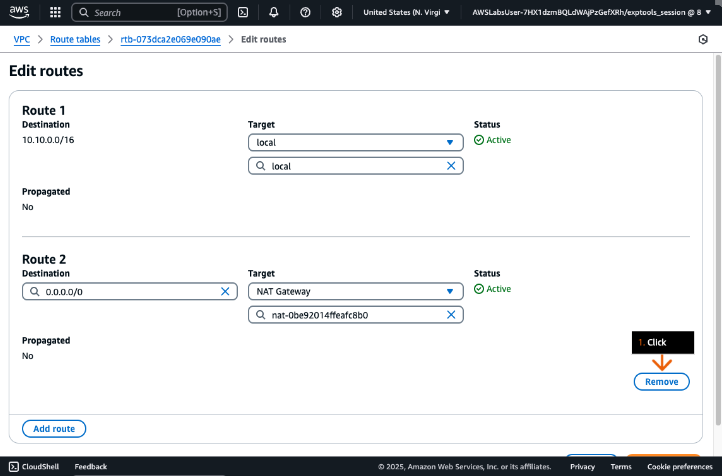 aws
Search
[Option+S]
United States (N. Virgi
AWSLabsUser-7HX1dzmBQLdWAjPzGefXRh/exptools_session @ 8
VPC
Route tables
rtb-073dca2e069e090ae
Edit routes
Edit routes
Route 1
Destination
Target
Status
10.10.0.0/16
local
Active
local
Propagated
No
Route 2
Destination
Target
Status
0.0.0.0/0
NAT Gateway
Active
nat-0be92014ffeafc8b0
Propagated
No
1. Click
Remove
Add route
CloudShell
Feedback
© 2025, Amazon Web Services, Inc. or its affiliates.
Privacy
Terms
Cookie preferences